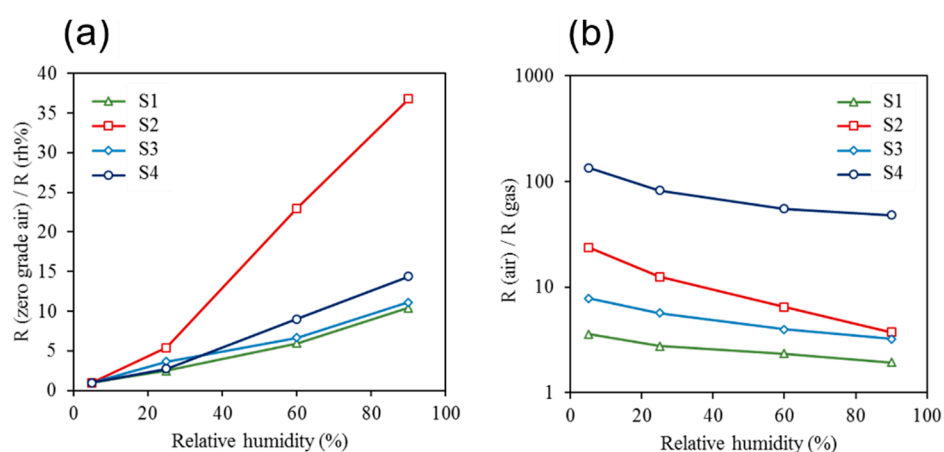 (a)
R (zero grade air) / R (rh%)
40
35
30
25
20
15
10
5
0
S1
S2
S3
S4
0 20 40 60 80 100
Relative humidity (%)
(b)
R (air) / R (gas)
1000
100
10
1
S1
S2
S3
S4
0 20 40 60 80 100
Relative humidity (%)